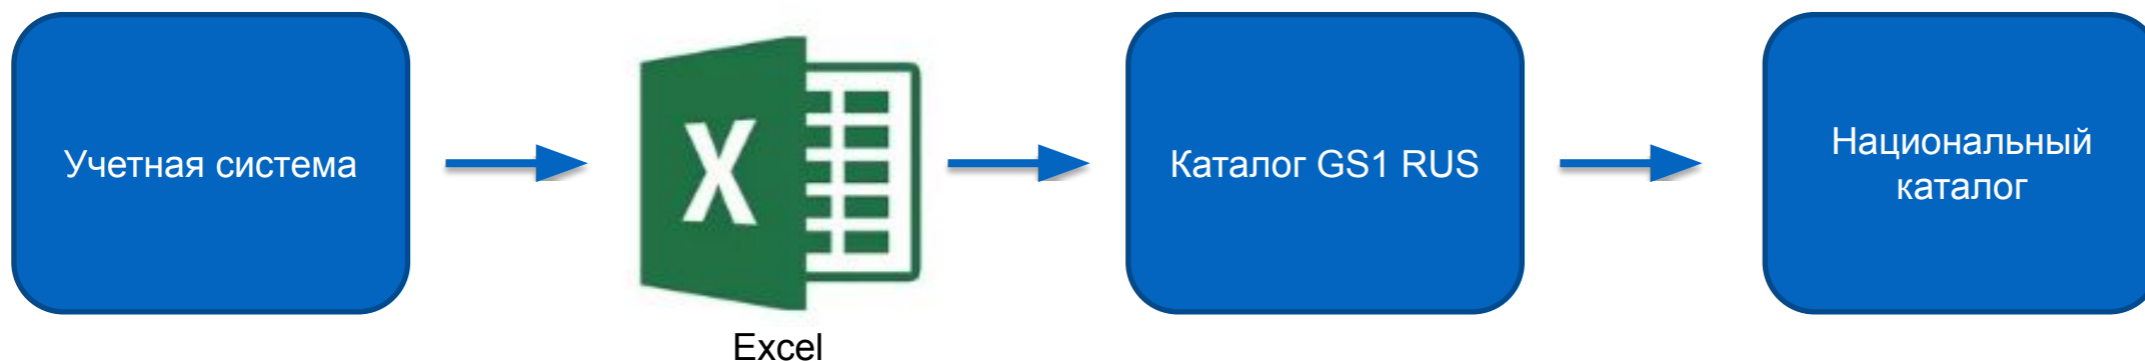 Учетная система
X
Excel
Каталог GS1 RUS
Национальный
каталог